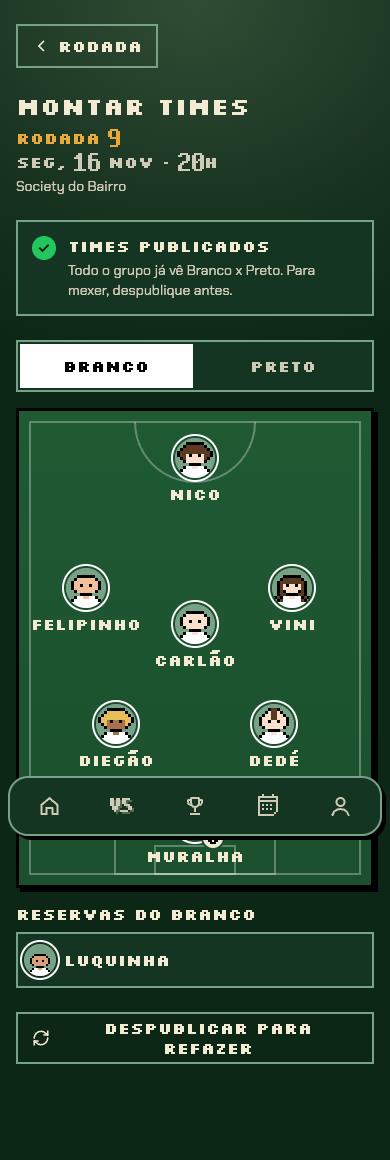 RODADA
MONTAR TIMES
RODADA 9
SEG, 16 NOV · 20H
Society do Bairro
TIMES PUBLICADOS
Todo o grupo já vê Branco x Preto. Para
mexer, despublique antes.
BRANCO
PRETO
NICO
FELIPINHO
VINI
CARLÃO
DIEGÃO
DEDÉ
VS
MURALHA
RESERVAS DO BRANCO
LUQUINHA
DESPUBLICAR PARA
REFAZER